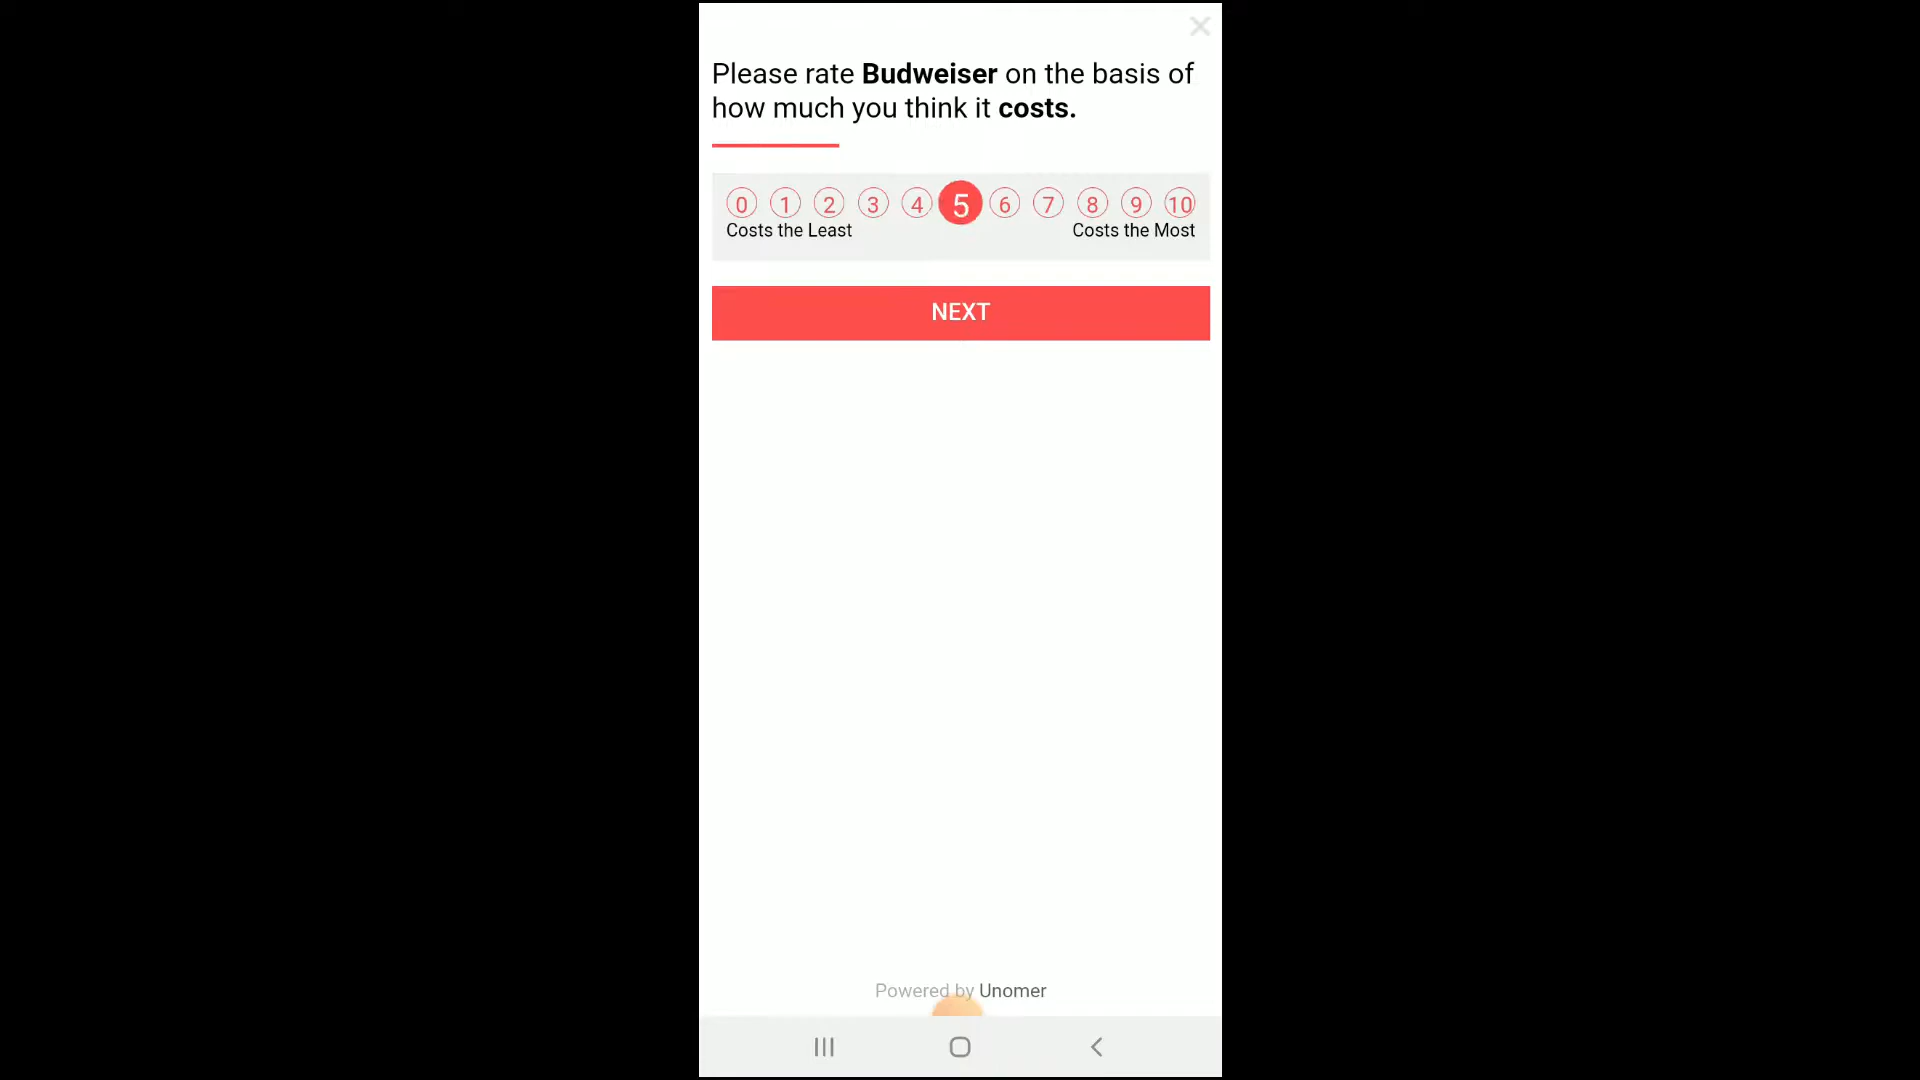 Please rate Budweiser on the basis of
how much you think it costs.
0 1 2 3 4 5 6 7 8 9 10
Costs the Least Costs the Most
NEXT
Powered by Unomer